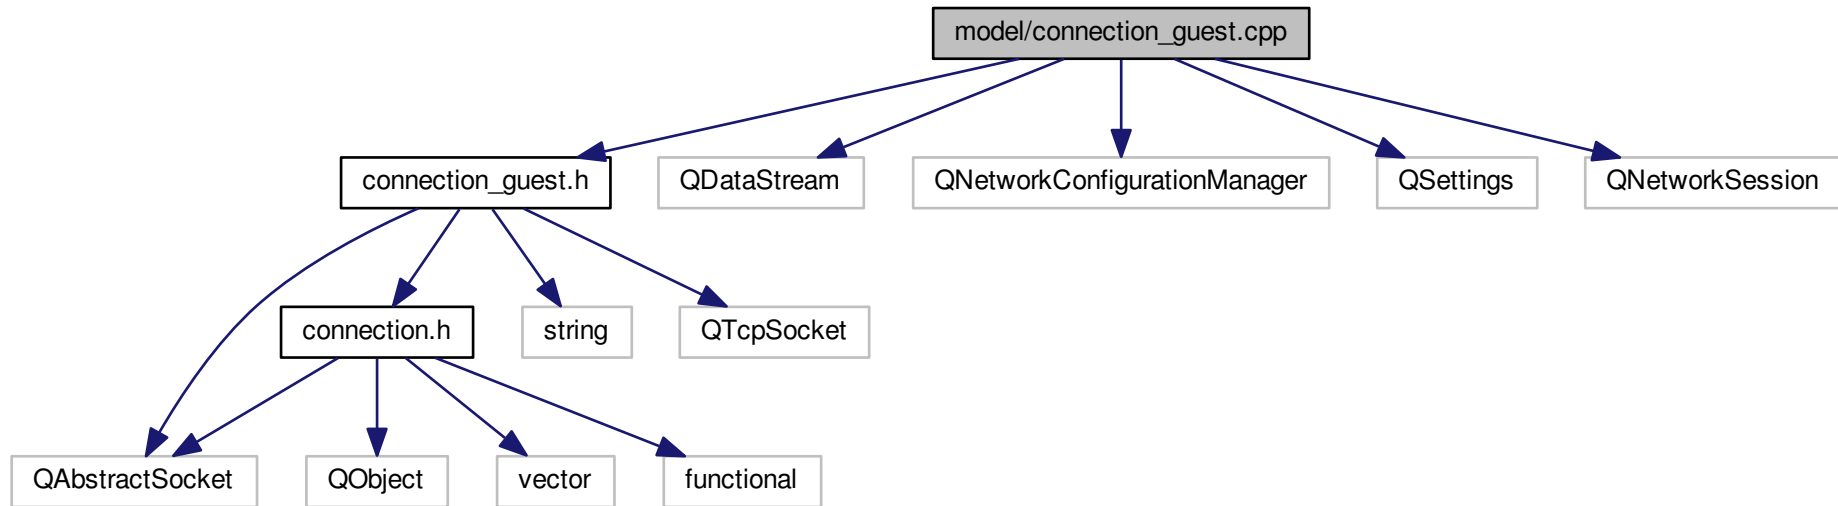 model/connection_guest.cpp
connection_guest.h
QDataStream
QNetworkConfigurationManager
QSettings
QNetworkSession
connection.h
string
QTcpSocket
QAbstractSocket
QObject
vector
functional